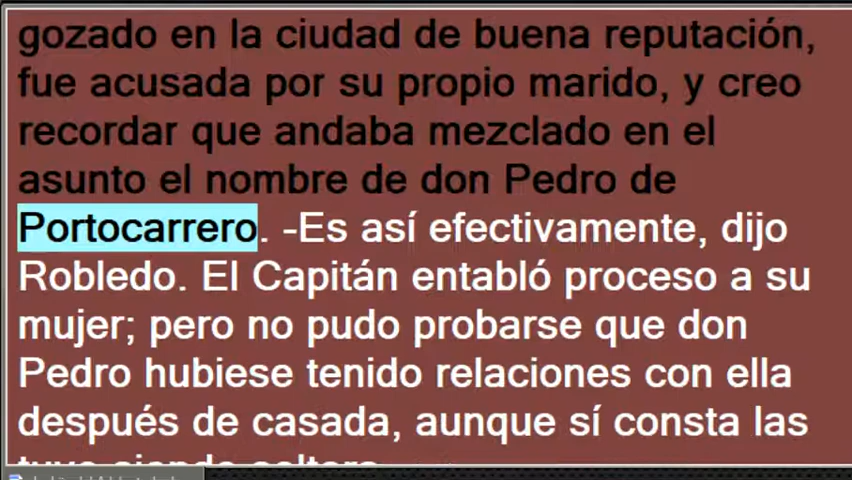 gozado en la ciudad de buena reputación,
fue acusada por su propio marido, y creo
recordar que andaba mezclado en el
asunto el nombre de don Pedro de
Portocarrero. -Es así efectivamente, dijo
Robledo. El Capitán entabló proceso a su
mujer; pero no pudo probarse que don
Pedro hubiese tenido relaciones con ella
después de casada, aunque sí consta las
tuvo siendo soltera